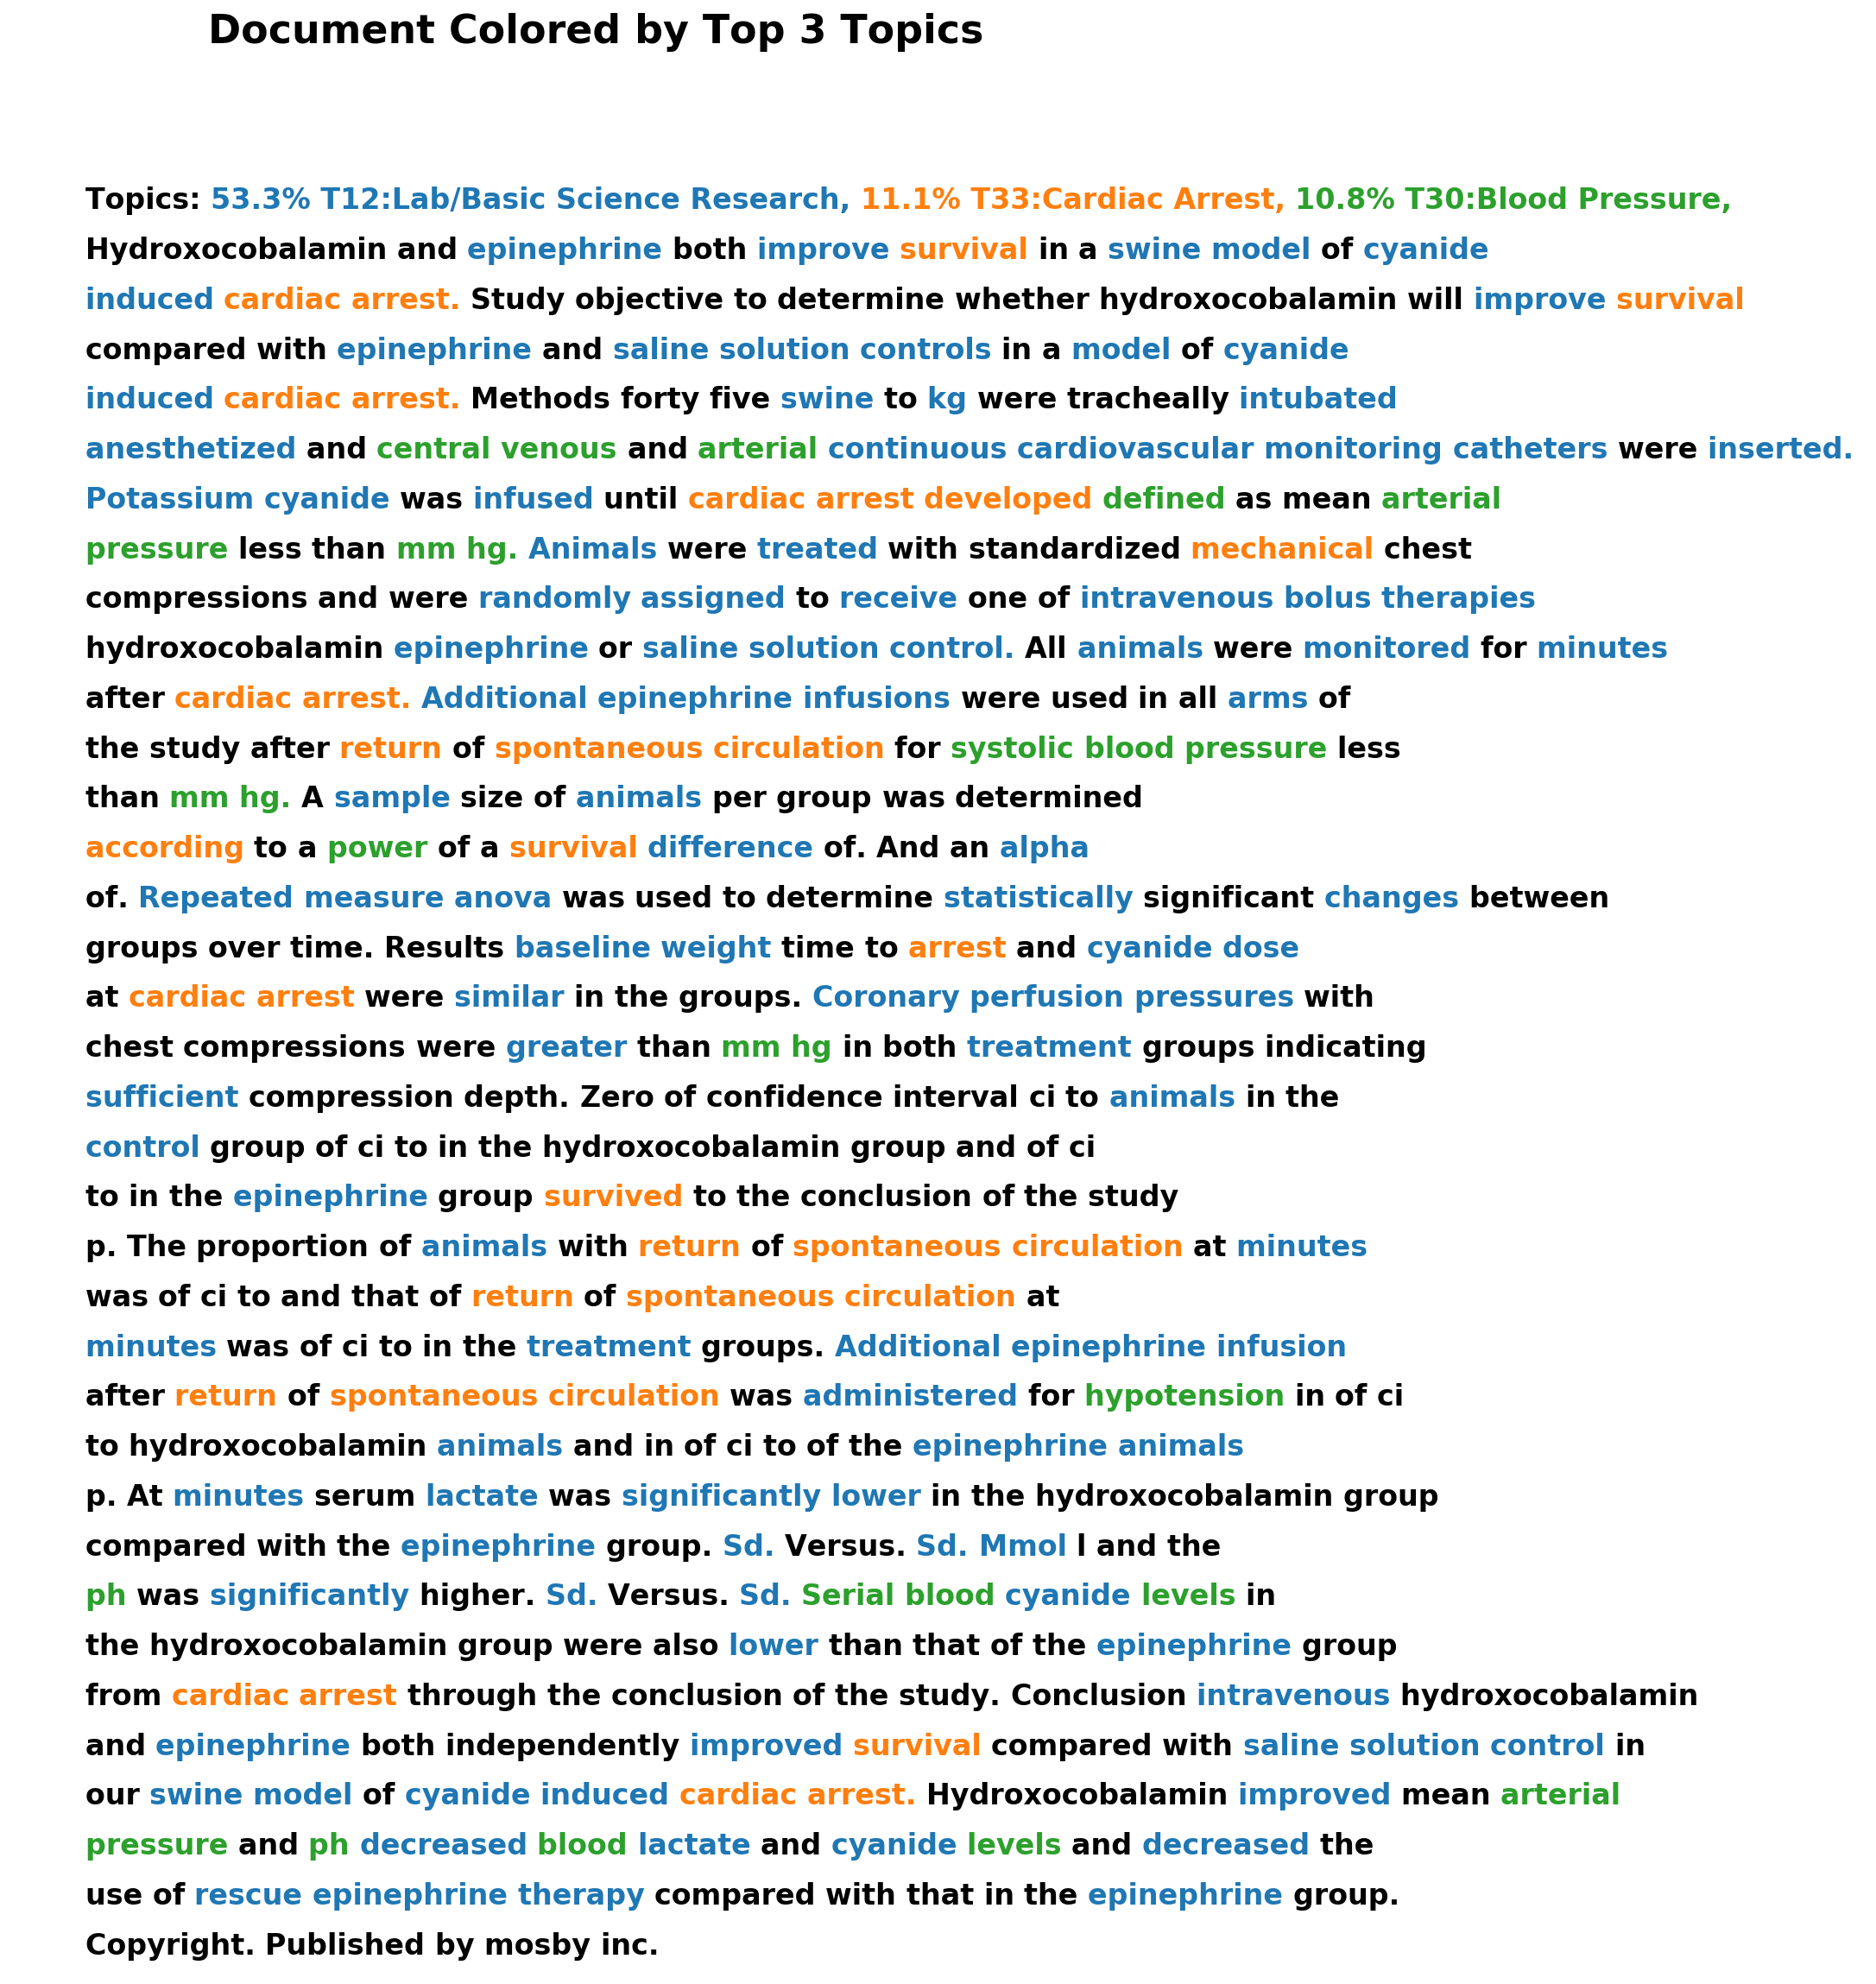 Document Colored by Top 3 Topics
Topics: 53.3% T12:Lab/Basic Science Research, 11.1% T33:Cardiac Arrest, 10.8% T30:Blood Pressure,
Hydroxocobalamin and epinephrine both improve survival in a swine model of cyanide
induced cardiac arrest. Study objective to determine whether hydroxocobalamin will improve survival
compared with epinephrine and saline solution controls in a model of cyanide
induced cardiac arrest. Methods forty five swine to kg were tracheally intubated
anesthetized and central venous and arterial continuous cardiovascular monitoring catheters were inserted.
Potassium cyanide was infused until cardiac arrest developed defined as mean arterial
pressure less than mm hg. Animals were treated with standardized mechanical chest
compressions and were randomly assigned to receive one of intravenous bolus therapies
hydroxocobalamin epinephrine or saline solution control. All animals were monitored for minutes
after cardiac arrest. Additional epinephrine infusions were used in all arms of
the study after return of spontaneous circulation for systolic blood pressure less
than mm hg. A sample size of animals per group was determined
according to a power of a survival difference of. And an alpha
of. Repeated measure anova was used to determine statistically significant changes between
groups over time. Results baseline weight time to arrest and cyanide dose
at cardiac arrest were similar in the groups. Coronary perfusion pressures with
chest compressions were greater than mm hg in both treatment groups indicating
sufficient compression depth. Zero of confidence interval ci to animals in the
control group of ci to in the hydroxocobalamin group and of ci
to in the epinephrine group survived to the conclusion of the study
p. The proportion of animals with return of spontaneous circulation at minutes
was of ci to and that of return of spontaneous circulation at
minutes was of ci to in the treatment groups. Additional epinephrine infusion
after return of spontaneous circulation was administered for hypotension in of ci
to hydroxocobalamin animals and in of ci to of the epinephrine animals
p. At minutes serum lactate was significantly lower in the hydroxocobalamin group
compared with the epinephrine group. Sd. Versus. Sd. Mmol l and the
ph was significantly higher. Sd. Versus. Sd. Serial blood cyanide levels in
the hydroxocobalamin group were also lower than that of the epinephrine group
from cardiac arrest through the conclusion of the study. Conclusion intravenous hydroxocobalamin
and epinephrine both independently improved survival compared with saline solution control in
our swine model of cyanide induced cardiac arrest. Hydroxocobalamin improved mean arterial
pressure and ph decreased blood lactate and cyanide levels and decreased the
use of rescue epinephrine therapy compared with that in the epinephrine group.
Copyright. Published by mosby inc.